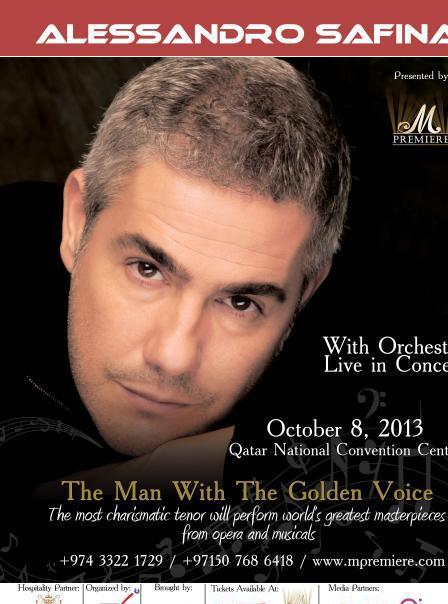 ALESSANDRO SAFINA
Presented by
M
PREMIERE
With Orchest
Live in Conce
October 8, 2013
Qatar National Convention Cent
The Man With The Golden Voice
The most charismatic tenor will perform world's greatest masterpieces
from opera and musicals
+974 3322 1729 / +97150 768 6418 / www.mpremiere.com
Hospitality Partner: Organized by: Brought by: Tickets Available At: Media Partners: